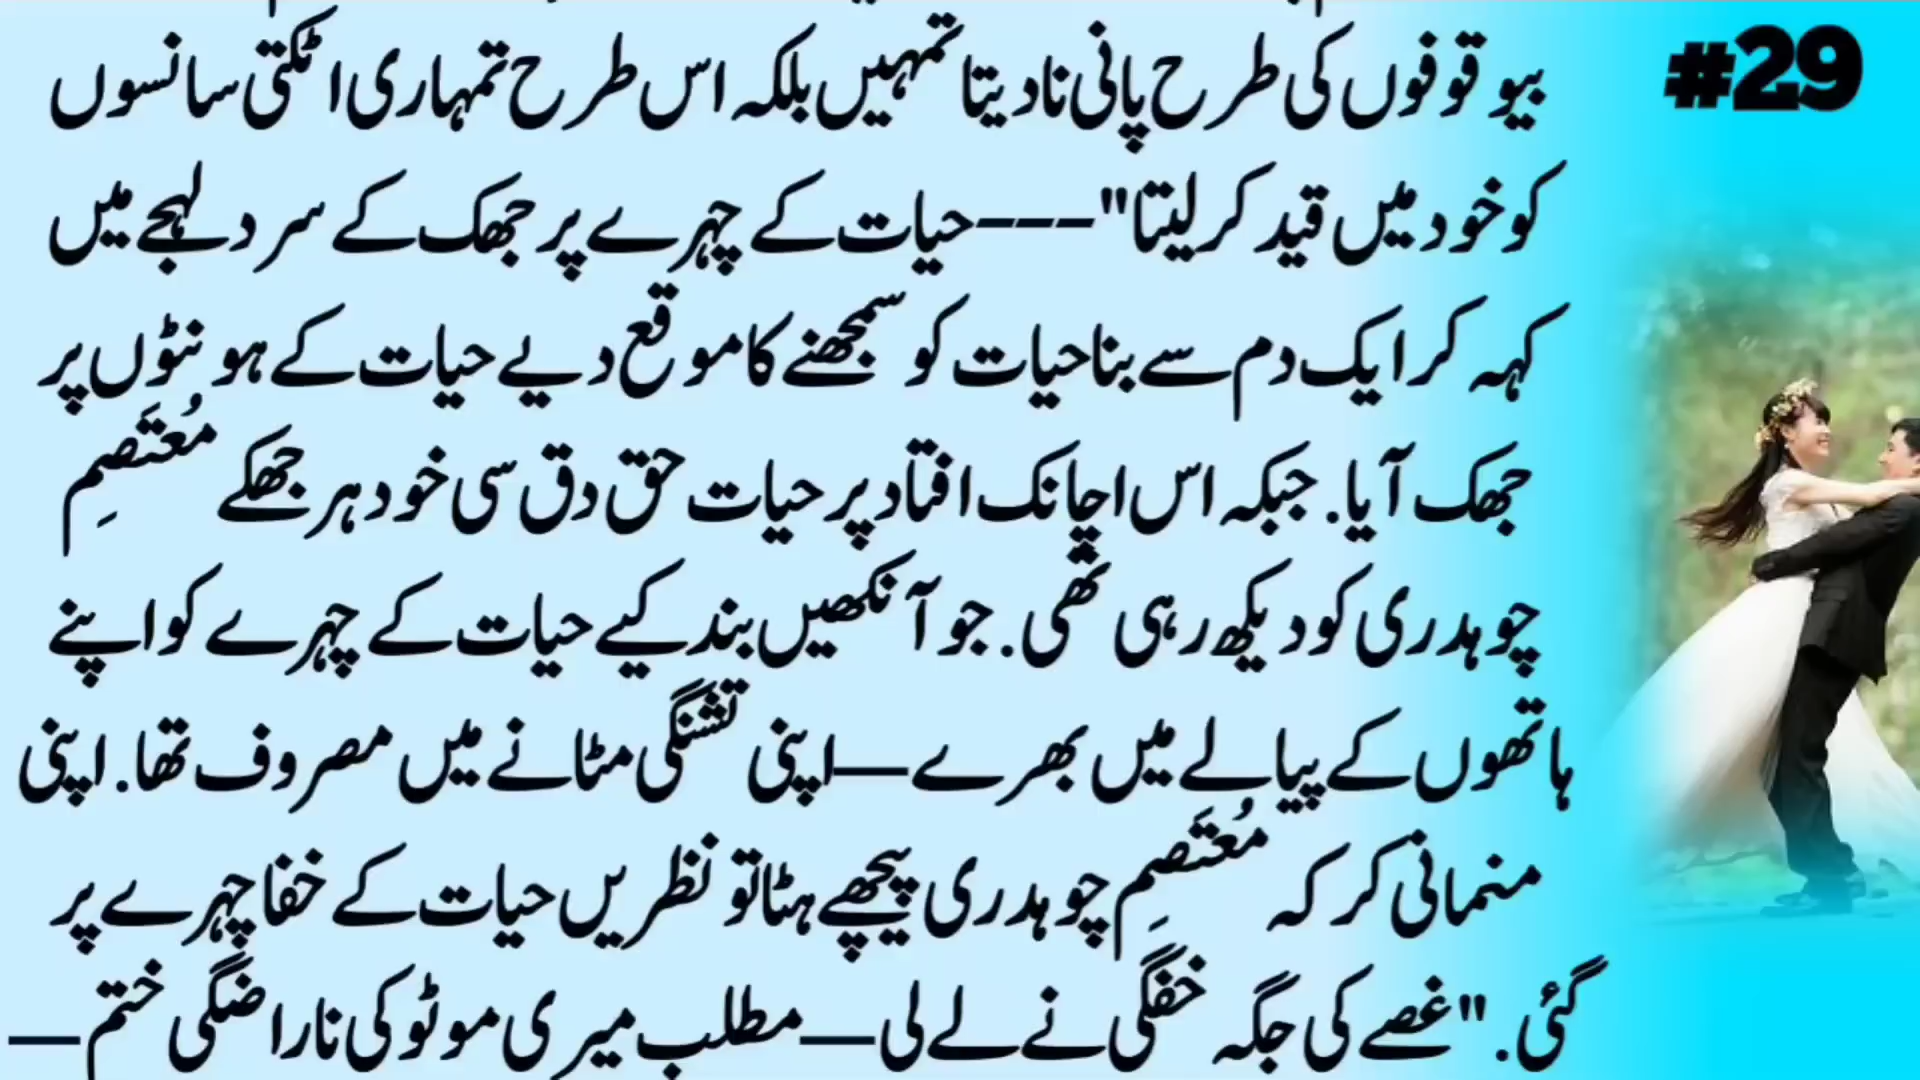 #29
بیوقوفوں کی طرح پانی نا دیتا تمہیں بلکہ اس طرح تمہاری اٹکتی سانسوں
کو خود میں قید کر لیتا"---حیات کے چہرے پر جھک کے سرد لہجے میں
کہہ کر ایک دم سے بنا حیات کو سمجھنے کا موقع دیے حیات کے ہونٹوں پر
جھک آیا. جبکہ اس اچانک افتاد پر حیات حق دق سی خود ہر جھکے مُعتَصِم
چوہدری کو دیکھ رہی تھی. جو آنکھیں بند کیے حیات کے چہرے کو اپنے
ہاتھوں کے پیالے میں بھرے—اپنی تشنگی مٹانے میں مصروف تھا. اپنی
منمانی کر کہ مُعتَصِم چوہدری پیچھے ہٹا تو نظریں حیات کے خفا چہرے پر
گئی. "غصے کی جگہ خفگی نے لے لی—مطلب میری موٹو کی ناراضگی ختم—